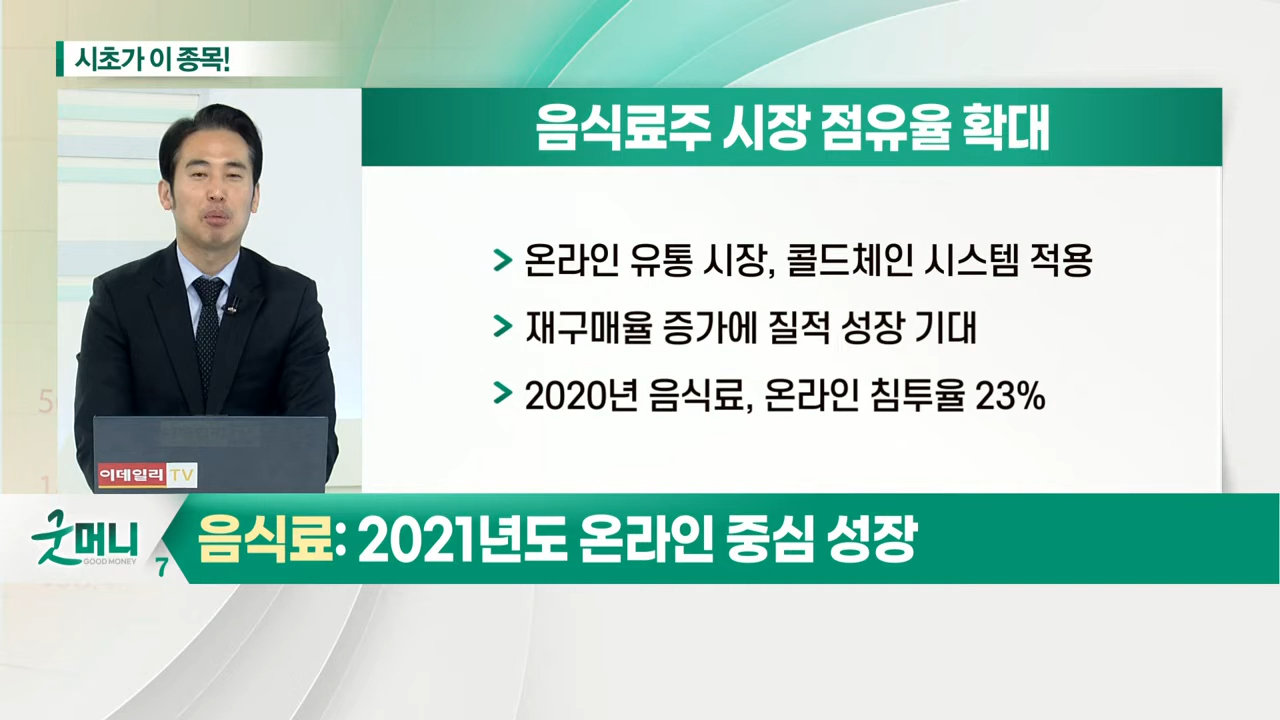 시초가 이 종목!
음식료주 시장 점유율 확대
> 온라인 유통 시장, 콜드체인 시스템 적용
> 재구매율 증가에 질적 성장 기대
> 2020년 음식료, 온라인 침투율 23%
이데일리 TV
굿머니
GOOD MONEY
7
음식료: 2021년도 온라인 중심 성장